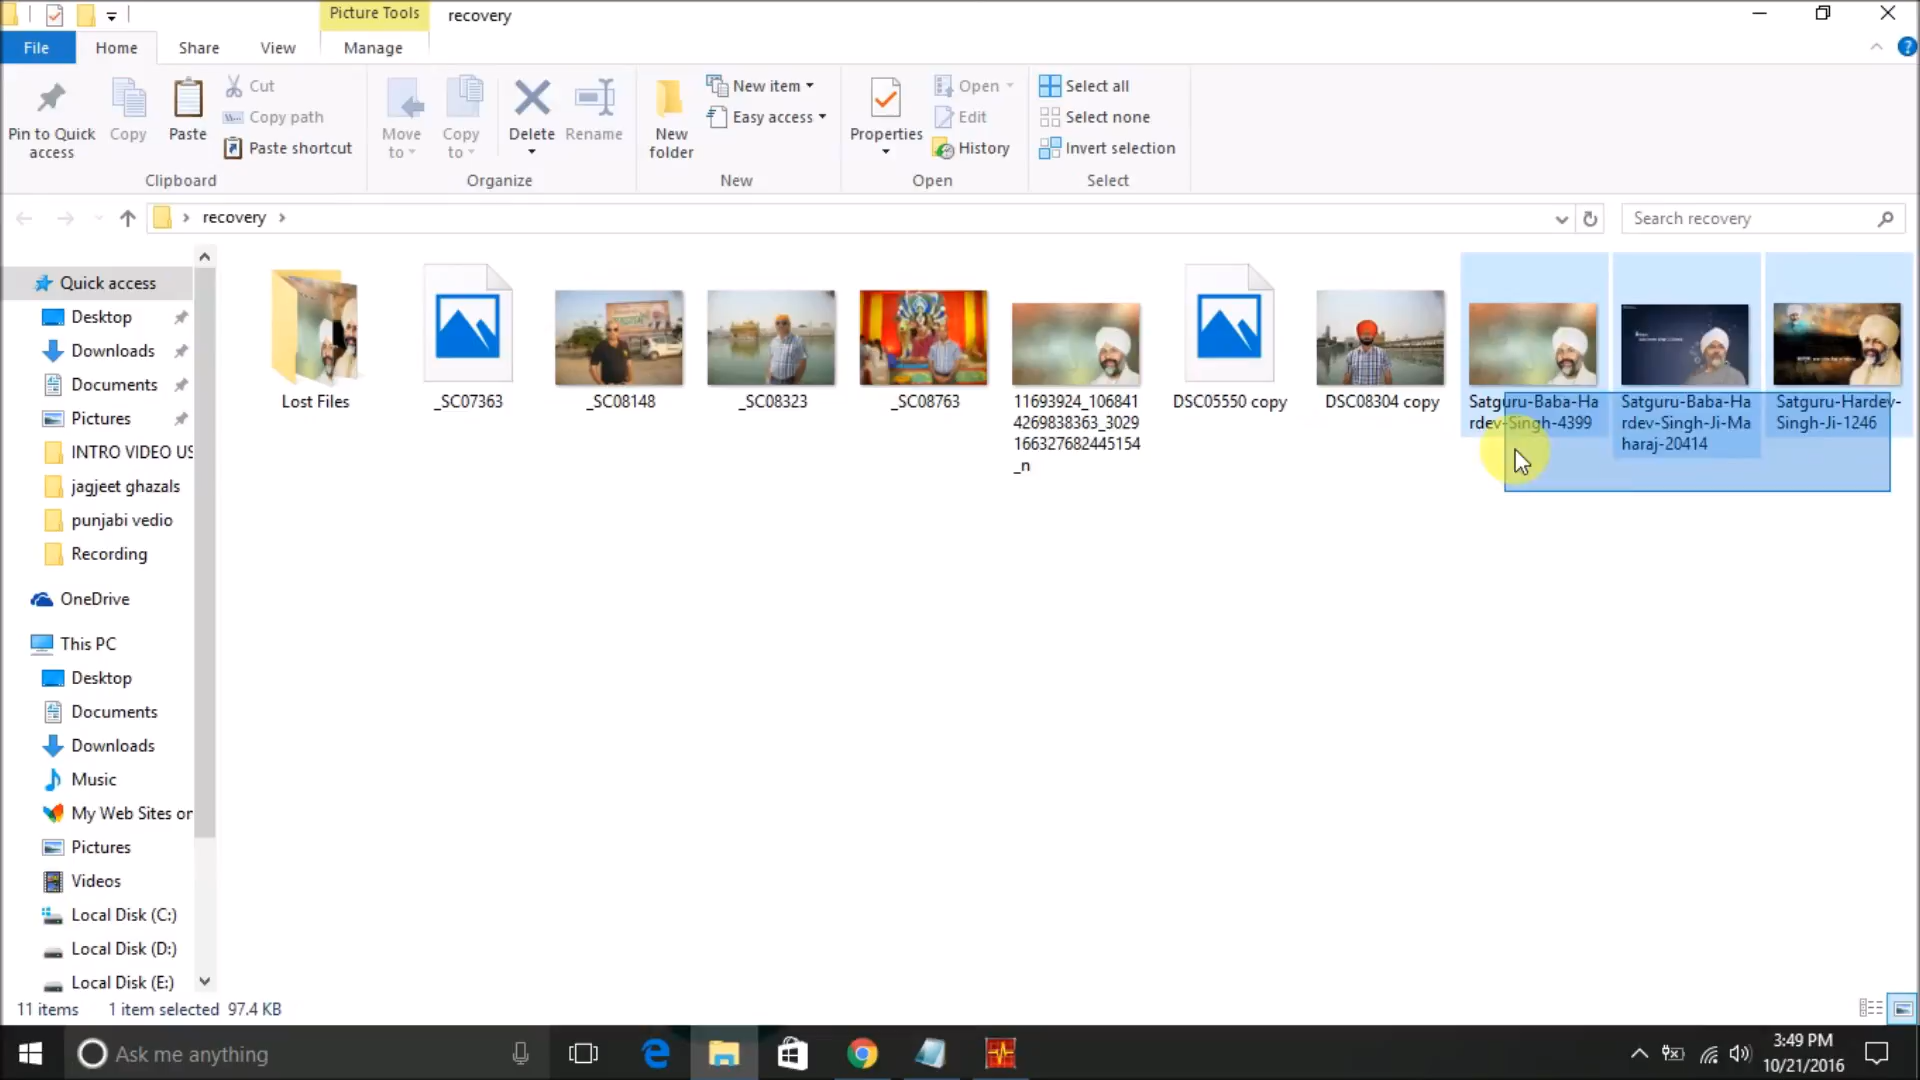 Picture Tools
recovery
File
Home
Share
View
Manage
Pin to Quick access
Copy
Paste
Cut
Copy path
Paste shortcut
Clipboard
Move to
Copy to
Delete
Rename
Organize
New folder
New item
Easy access
New
Properties
Open
Edit
History
Open
Select all
Select none
Invert selection
Select
recovery
Search recovery
Quick access
Desktop
Downloads
Documents
Pictures
INTRO VIDEO US
jagjeet ghazals
punjabi vedio
Recording
OneDrive
This PC
Desktop
Documents
Downloads
Music
My Web Sites or
Pictures
Videos
Local Disk (C:)
Local Disk (D:)
Local Disk (E:)
Lost Files
_SC07363
_SC08148
_SC08323
_SC08763
11693924_106841
4269838363_3029
166327682445154
_n
DSC05550 copy
DSC08304 copy
Satguru-Baba-Ha
rdev-Singh-4399
Satguru-Baba-Ha
rdev-Singh-Ji-Ma
haraj-20414
Satguru-Hardev-
Singh-Ji-1246
11 items 1 item selected 97.4 KB
Ask me anything
3:49 PM
10/21/2016